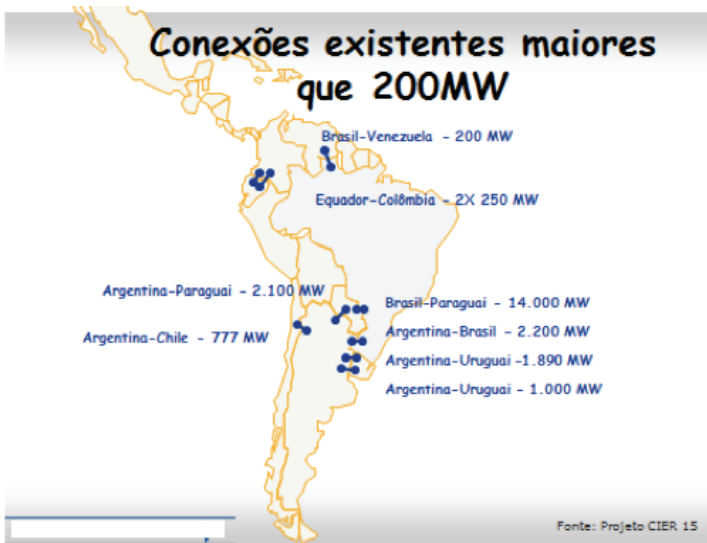 Conexões existentes maiores
que 200MW
Brasil-Venezuela - 200 MW
Equador-Colômbia - 2X 250 MW
Argentina-Paraguai - 2.100 MW
Brasil-Paraguai - 14.000 MW
Argentina-Chile - 777 MW
Argentina-Brasil - 2.200 MW
Argentina-Uruguai -1.890 MW
Argentina-Uruguai - 1.000 MW
Fonte: Projeto CIER 15